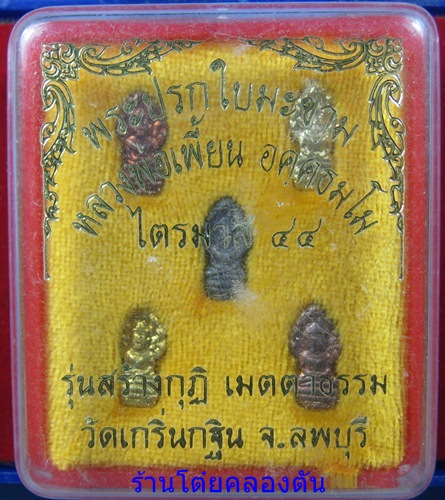 พระปรกใบมะขาม
หลวงพ่อเพี้ยน อคฺคธมฺโม
ไตรมาส ๔๔
รุ่นสร้างกุฏิ เมตตาธรรม
วัดเกริ่นกฐิน จ.ลพบุรี
ร้านโต๋ยคลองตัน